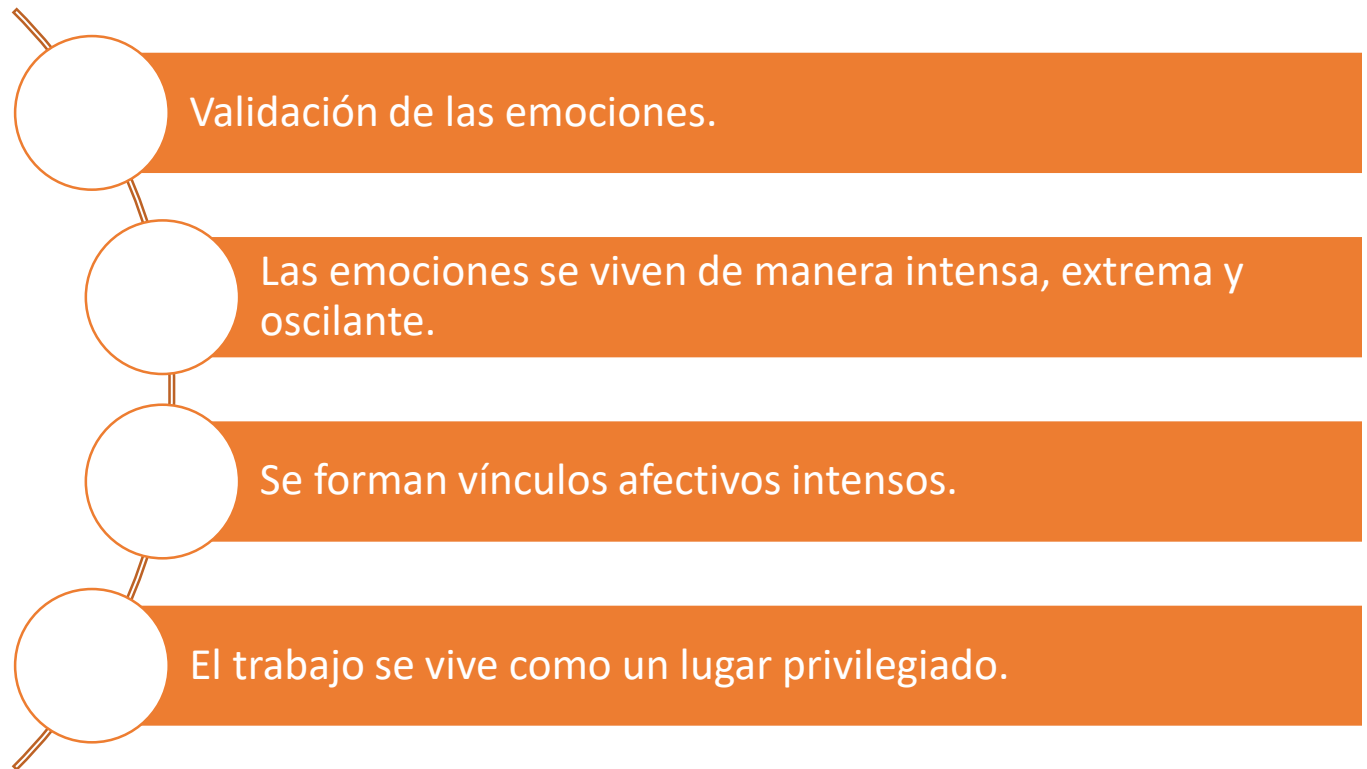 Validación de las emociones.
Las emociones se viven de manera intensa, extrema y
oscilante.
Se forman vínculos afectivos intensos.
El trabajo se vive como un lugar privilegiado.